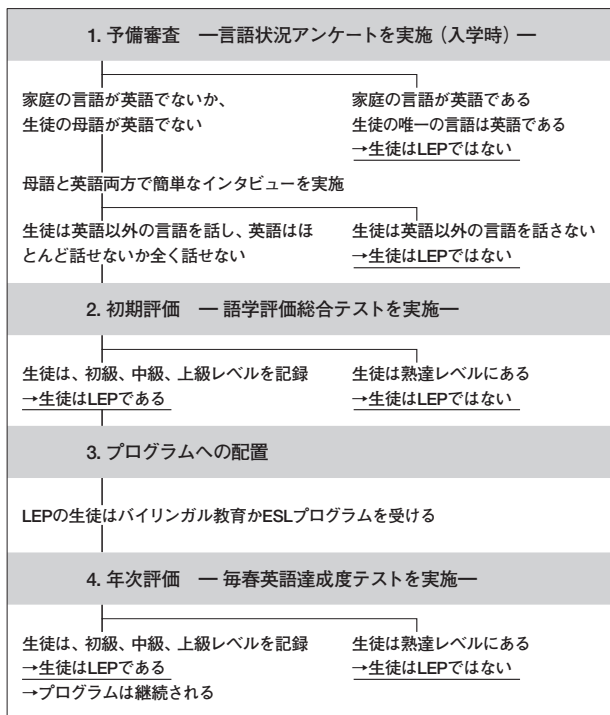 1. 予備審査　―言語状況アンケートを実施（入学時）―
家庭の言語が英語でないか、
生徒の母語が英語でない
家庭の言語が英語である
生徒の唯一の言語は英語である
→生徒はLEPではない
母語と英語両方で簡単なインタビューを実施
生徒は英語以外の言語を話し、英語はほ
とんど話せないか全く話せない
生徒は英語以外の言語を話さない
→生徒はLEPではない
2. 初期評価　― 語学評価総合テストを実施―
生徒は、初級、中級、上級レベルを記録
→生徒はLEPである
生徒は熟達レベルにある
→生徒はLEPではない
3. プログラムへの配置
LEPの生徒はバイリンガル教育かESLプログラムを受ける
4. 年次評価　― 毎春英語達成度テストを実施―
生徒は、初級、中級、上級レベルを記録
→生徒はLEPである
→プログラムは継続される
生徒は熟達レベルにある
→生徒はLEPではない